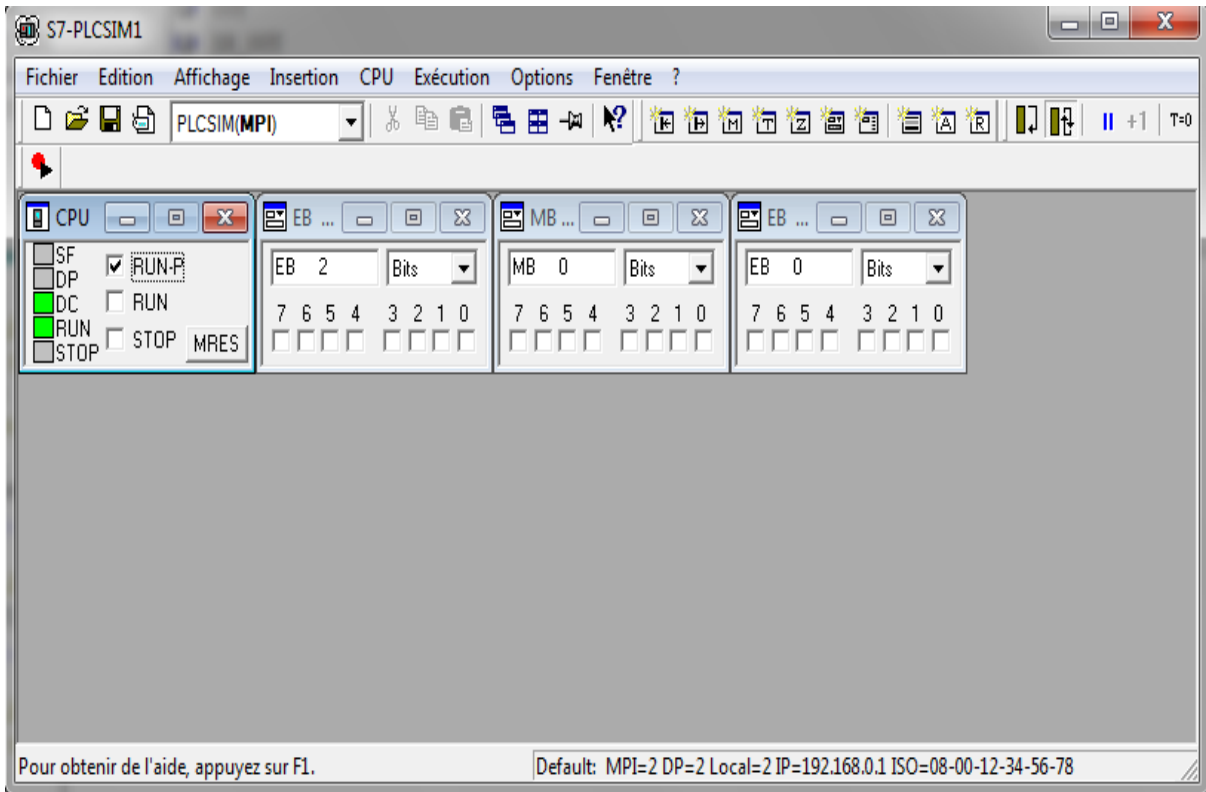 S7-PLCSIM1
Fichier Edition Affichage Insertion CPU Exécution Options Fenêtre ?
PLCSIM(MPI) +1 T=0
CPU EB ... MB ... EB ...
SF
DP
DC
RUN
STOP
RUN-P
RUN
STOP MRES
EB 2 Bits
7 6 5 4 3 2 1 0
MB 0 Bits
7 6 5 4 3 2 1 0
EB 0 Bits
7 6 5 4 3 2 1 0
Pour obtenir de l'aide, appuyez sur F1.
Default: MPI=2 DP=2 Local=2 IP=192.168.0.1 ISO=08-00-12-34-56-78